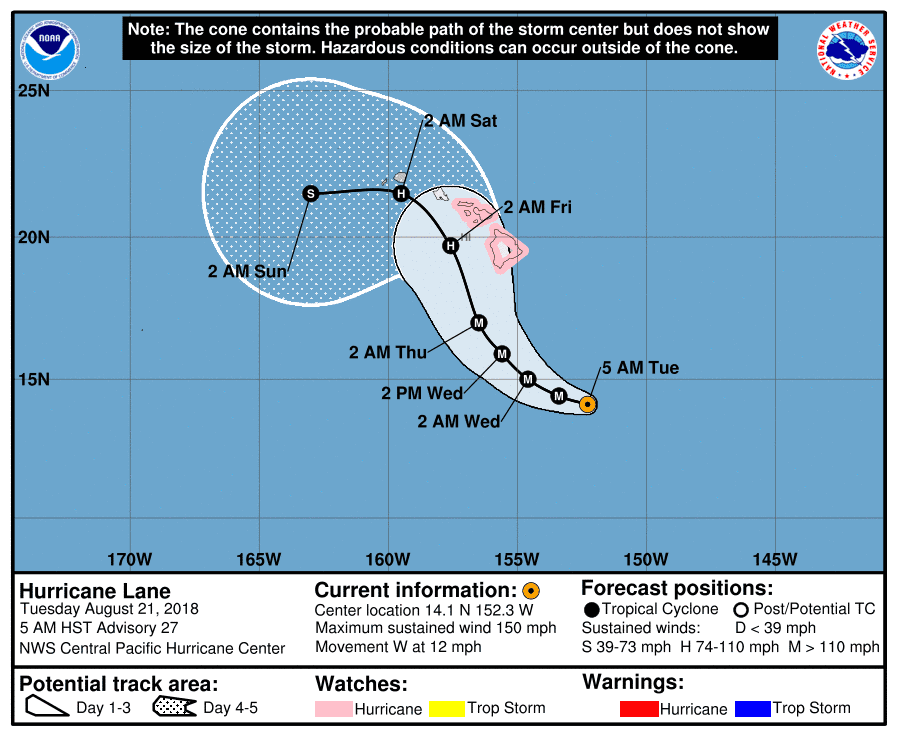 Note: The cone contains the probable path of the storm center but does not show
the size of the storm. Hazardous conditions can occur outside of the cone.
NOAA
NATIONAL WEATHER SERVICE
25N
2 AM Sat
S
H
2 AM Fri
20N
HI
H
2 AM Sun
M
2 AM Thu
M
5 AM Tue
15N
M
2 PM Wed
M
2 AM Wed
170W 165W 160W 155W 150W 145W
Hurricane Lane
Tuesday August 21, 2018
5 AM HST Advisory 27
NWS Central Pacific Hurricane Center
Current information:
Center location 14.1 N 152.3 W
Maximum sustained wind 150 mph
Movement W at 12 mph
Forecast positions:
Tropical Cyclone Post/Potential TC
Sustained winds: D < 39 mph
S 39-73 mph H 74-110 mph M > 110 mph
Potential track area:
Day 1-3 Day 4-5
Watches:
Hurricane Trop Storm
Warnings:
Hurricane Trop Storm